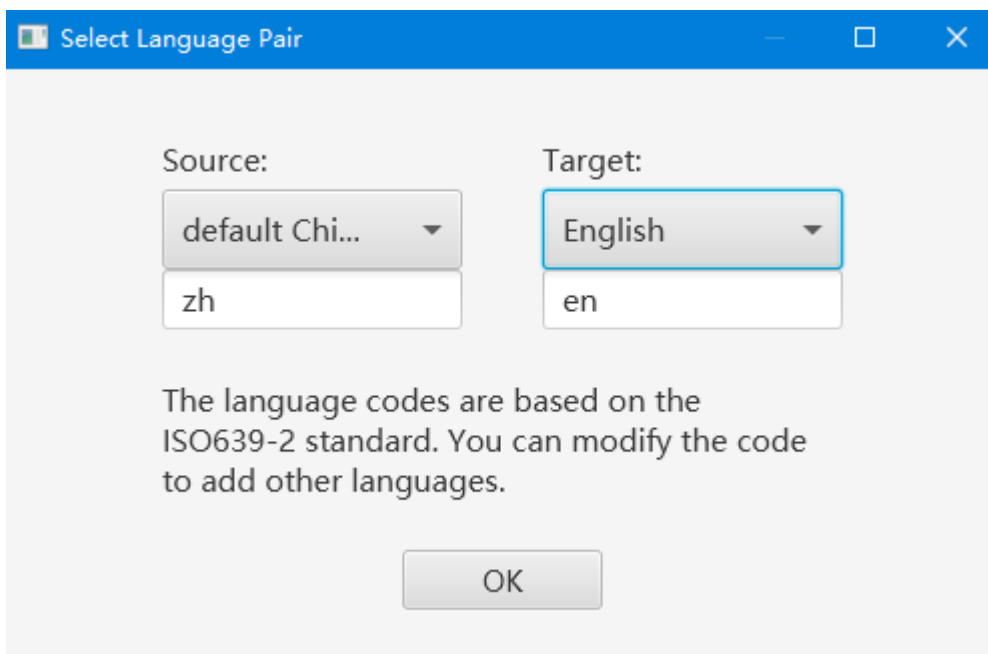 Select Language Pair
Source:
Target:
default Chi...
English
zh
en
The language codes are based on the
ISO639-2 standard. You can modify the code
to add other languages.
OK